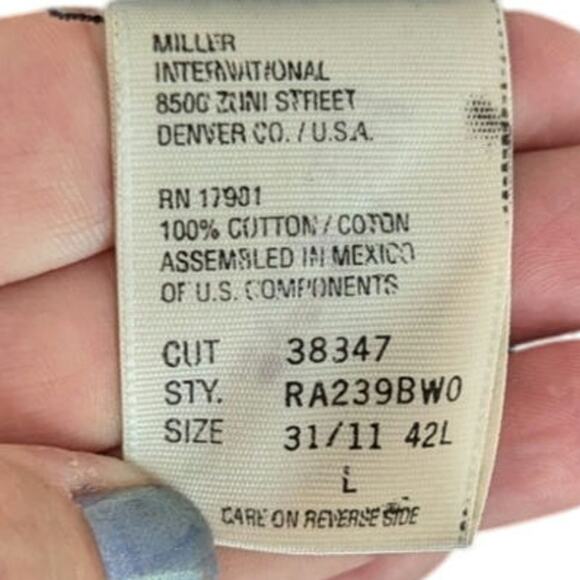 MILLER
INTERNATIONAL
8500 ZUNI STREET
DENVER CO. / U.S.A.
RN 17901
100% COTTON / COTON
ASSEMBLED IN MEXICO
OF U.S. COMPONENTS
CUT 38347
STY. RA239BWO
SIZE 31/11 42L
L
CARE ON REVERSE SIDE